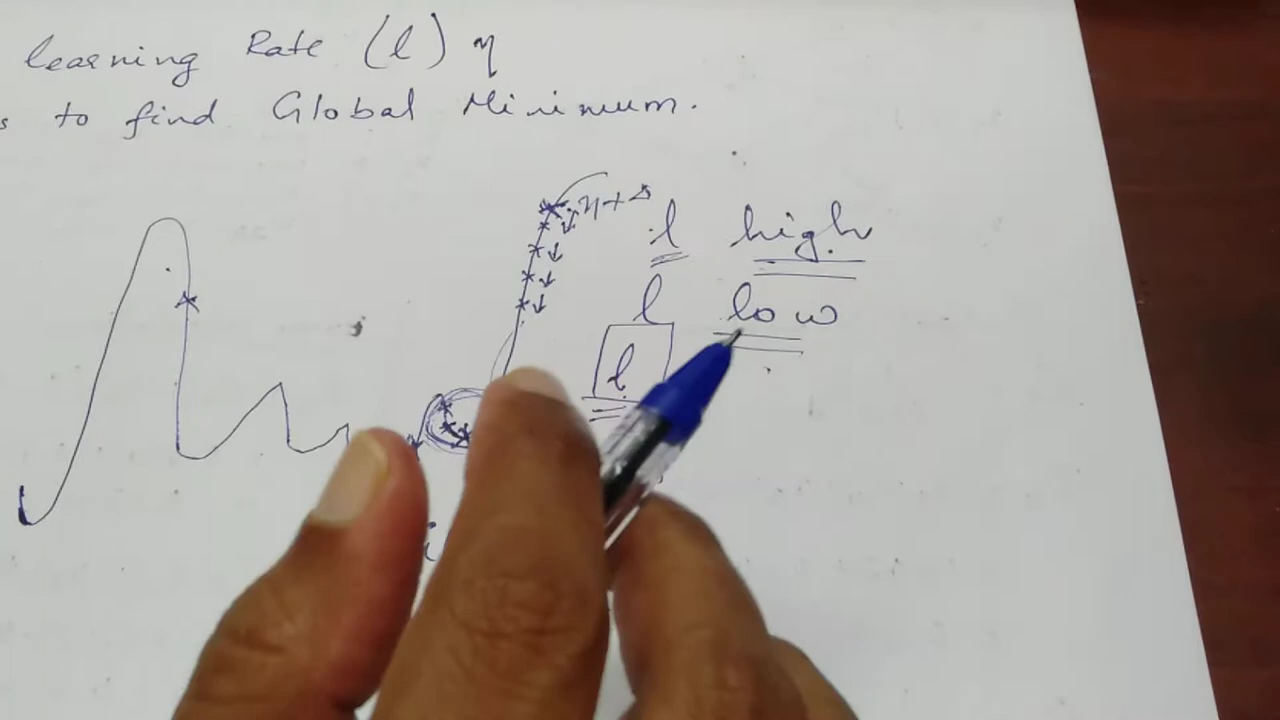 learning Rate (l) η
s to find Global Minimum.
η+Δ
l high
l low
l